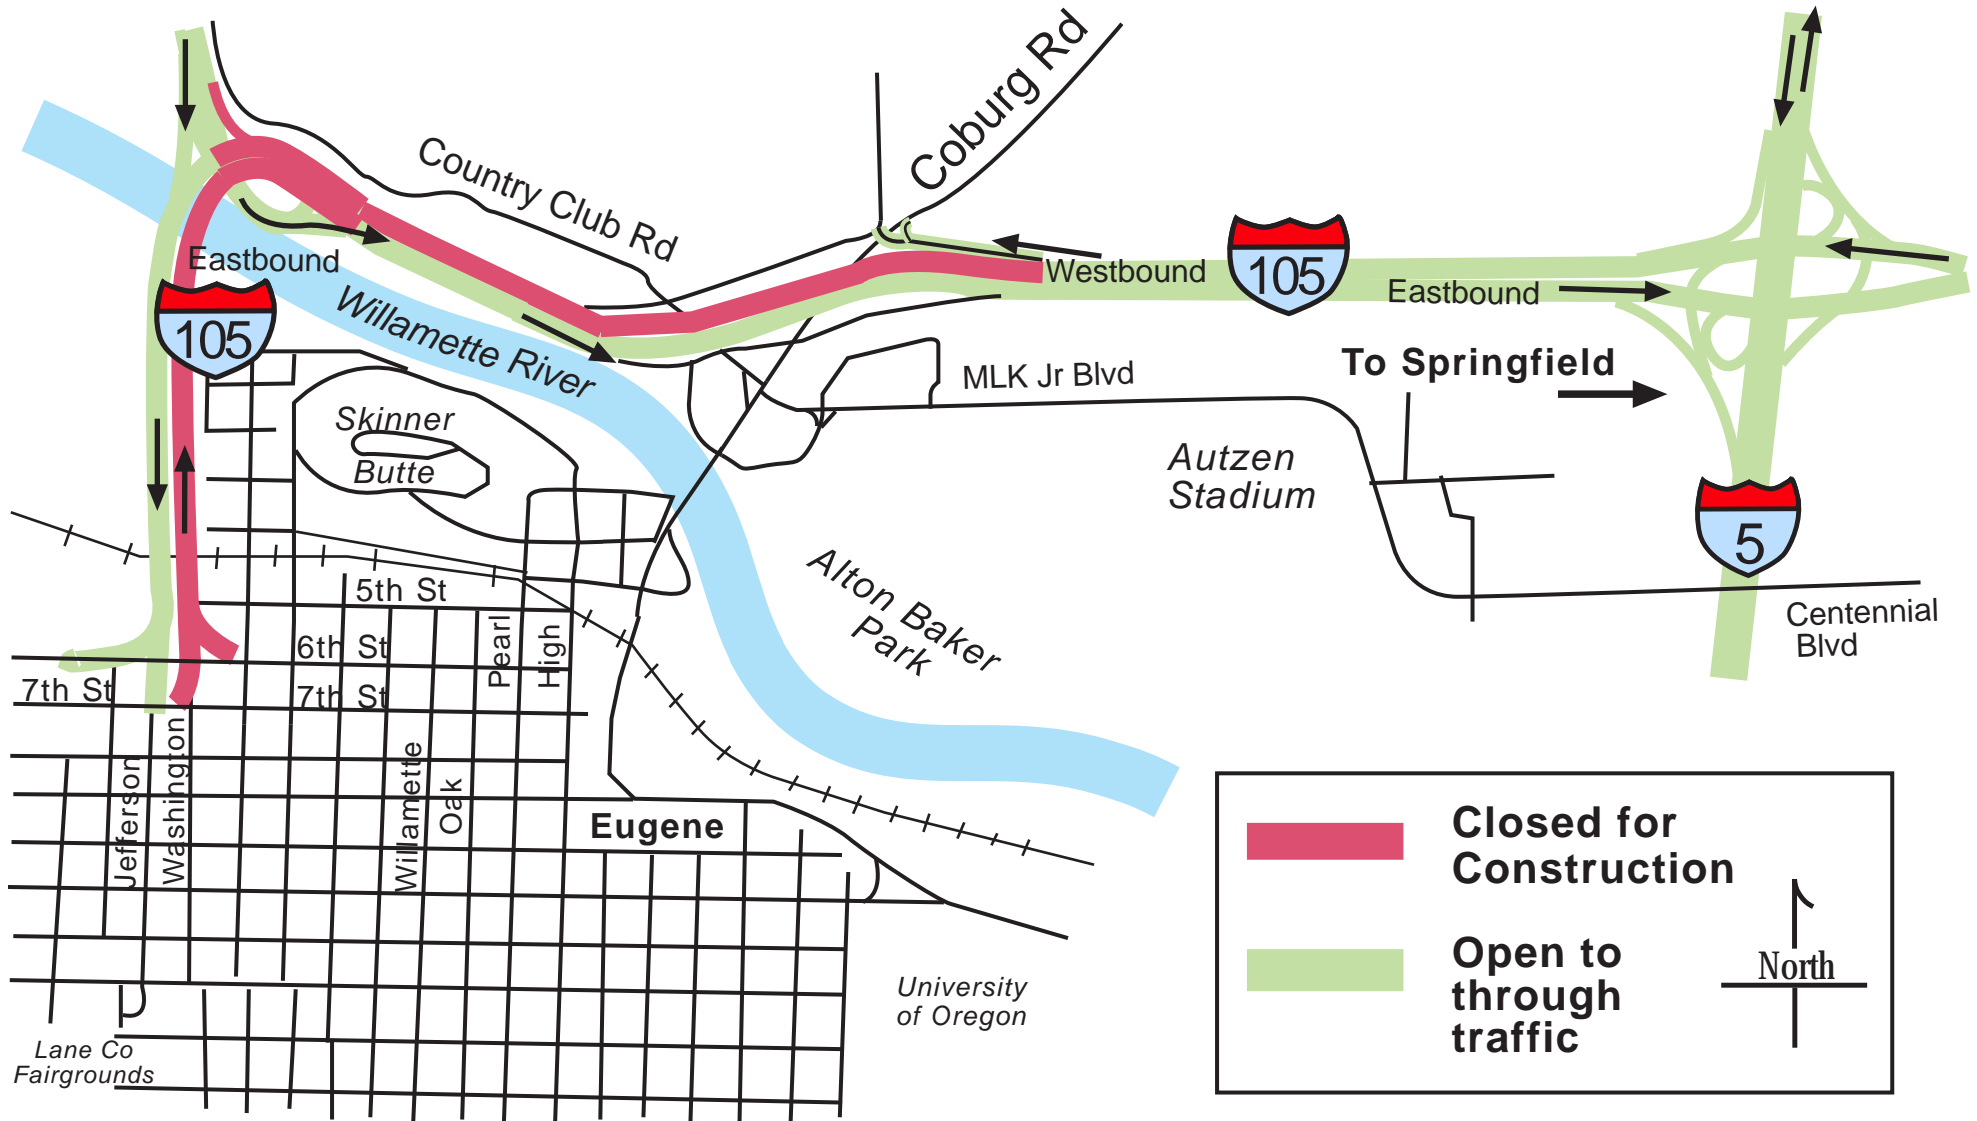 Coburg Rd
Country Club Rd
Eastbound
105
Willamette River
Westbound
105
Eastbound
To Springfield
MLK Jr Blvd
Skinner
Butte
Autzen
Stadium
5
Alton Baker
Park
Centennial
Blvd
5th St
6th St
7th St
7th St
Pearl
High
Jefferson
Washington
Willamette
Oak
Eugene
University
of Oregon
Lane Co
Fairgrounds
Closed for
Construction
Open to
through
traffic
North